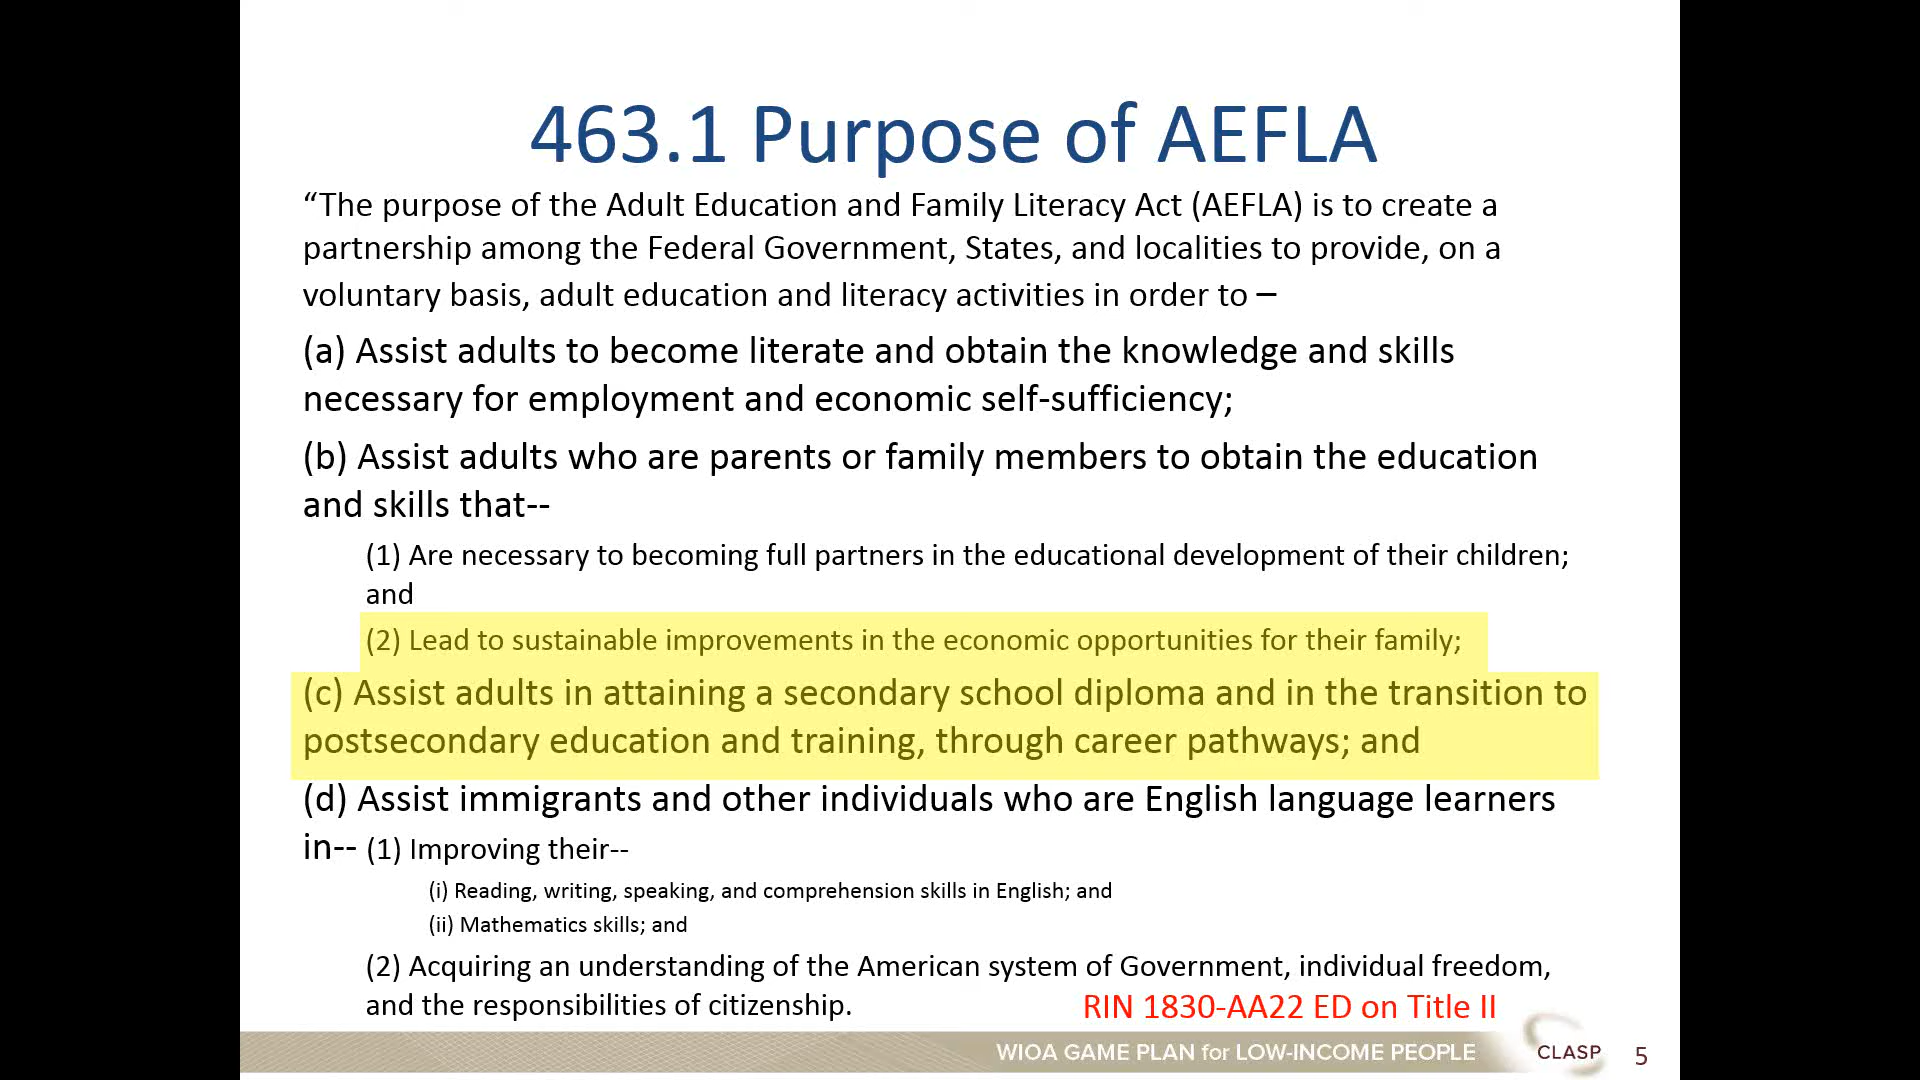 463.1 Purpose of AEFLA
“The purpose of the Adult Education and Family Literacy Act (AEFLA) is to create a
partnership among the Federal Government, States, and localities to provide, on a
voluntary basis, adult education and literacy activities in order to –
(a) Assist adults to become literate and obtain the knowledge and skills
necessary for employment and economic self-sufficiency;
(b) Assist adults who are parents or family members to obtain the education
and skills that--
(1) Are necessary to becoming full partners in the educational development of their children;
and
(2) Lead to sustainable improvements in the economic opportunities for their family;
(c) Assist adults in attaining a secondary school diploma and in the transition to
postsecondary education and training, through career pathways; and
(d) Assist immigrants and other individuals who are English language learners
in-- (1) Improving their--
(i) Reading, writing, speaking, and comprehension skills in English; and
(ii) Mathematics skills; and
(2) Acquiring an understanding of the American system of Government, individual freedom,
and the responsibilities of citizenship.
RIN 1830-AA22 ED on Title II
WIOA GAME PLAN for LOW-INCOME PEOPLE
CLASP
5